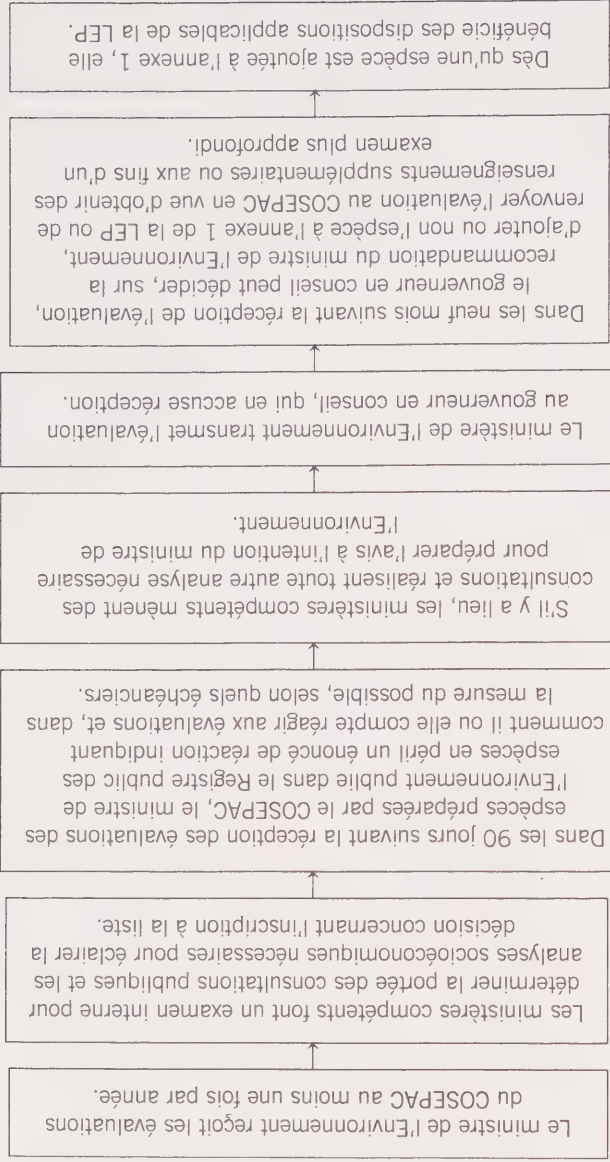 Le ministre de l'Environnement reçoit les évaluations
du COSEPAC au moins une fois par année.
Les ministères compétents font un examen interne pour
déterminer la portée des consultations publiques et les
analyses socioéconomiques nécessaires pour éclairer la
décision concernant l'inscription à la liste.
Dans les 90 jours suivant la réception des évaluations des
espèces préparées par le COSEPAC, le ministre de
l'Environnement publie dans le Registre public des
espèces en péril un énoncé de réaction indiquant
comment il ou elle compte réagir aux évaluations et, dans
la mesure du possible, selon quels échéanciers.
S'il y a lieu, les ministères compétents mènent des
consultations et réalisent toute autre analyse nécessaire
pour préparer l'avis à l'intention du ministre de
l'Environnement.
Le ministère de l'Environnement transmet l'évaluation
au gouverneur en conseil, qui en accuse réception.
Dans les neuf mois suivant la réception de l'évaluation,
le gouverneur en conseil peut décider, sur la
recommandation du ministre de l'Environnement,
d'ajouter ou non l'espèce à l'annexe 1 de la LEP ou de
renvoyer l'évaluation au COSEPAC en vue d'obtenir des
renseignements supplémentaires ou aux fins d'un
examen plus approfondi.
Dès qu'une espèce est ajoutée à l'annexe 1, elle
bénéficie des dispositions applicables de la LEP.